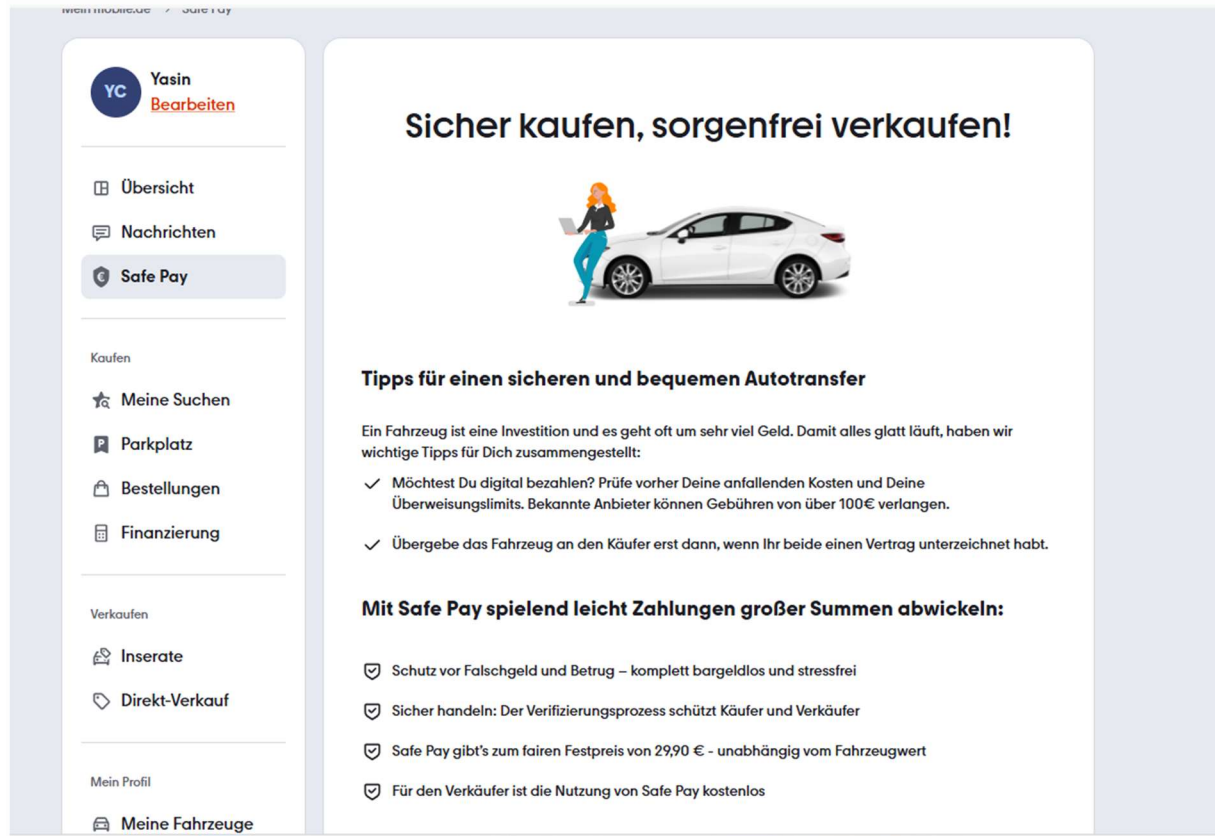 Mein mobile.de > Safe Pay
YC
Yasin
Bearbeiten
Übersicht
Nachrichten
€ Safe Pay
Kaufen
Meine Suchen
P Parkplatz
Bestellungen
Finanzierung
Verkaufen
Inserate
Direkt-Verkauf
Mein Profil
Meine Fahrzeuge
Sicher kaufen, sorgenfrei verkaufen!
Tipps für einen sicheren und bequemen Autotransfer
Ein Fahrzeug ist eine Investition und es geht oft um sehr viel Geld. Damit alles glatt läuft, haben wir
wichtige Tipps für Dich zusammengestellt:
Möchtest Du digital bezahlen? Prüfe vorher Deine anfallenden Kosten und Deine
Überweisungslimits. Bekannte Anbieter können Gebühren von über 100€ verlangen.
Übergebe das Fahrzeug an den Käufer erst dann, wenn Ihr beide einen Vertrag unterzeichnet habt.
Mit Safe Pay spielend leicht Zahlungen großer Summen abwickeln:
Schutz vor Falschgeld und Betrug – komplett bargeldlos und stressfrei
Sicher handeln: Der Verifizierungsprozess schützt Käufer und Verkäufer
Safe Pay gibt's zum fairen Festpreis von 29,90 € - unabhängig vom Fahrzeugwert
Für den Verkäufer ist die Nutzung von Safe Pay kostenlos